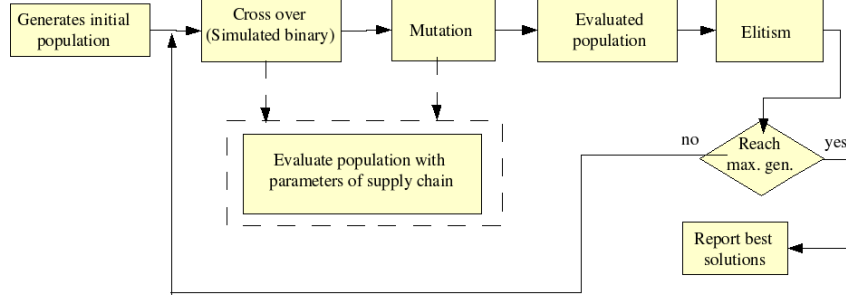 Generates initial
population
Cross over
(Simulated binary)
Mutation
Evaluated
population
Elitism
Evaluate population with
parameters of supply chain
no
Reach
max. gen.
yes
Report best
solutions